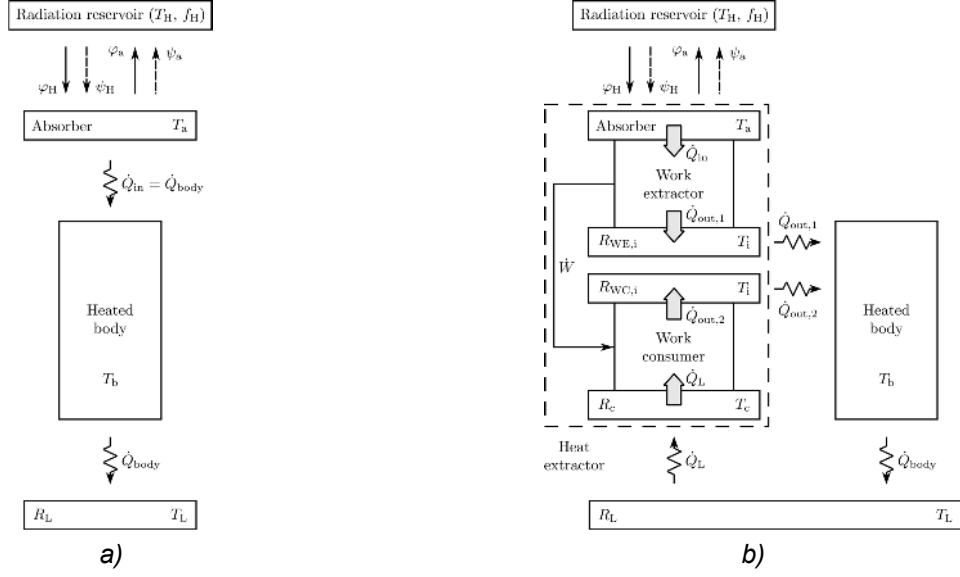 Radiation reservoir (T_H, f_H)
φ_H ψ_H φ_a ψ_a
Absorber T_a
Q̇_in = Q̇_body
Heated
body
T_b
Q̇_body
R_L T_L
a)
Radiation reservoir (T_H, f_H)
φ_H ψ_H φ_a ψ_a
Absorber T_a
Q̇_in
Work
extractor
Q̇_out,1
R_WE,i T_i
Ẇ
R_WC,i T_i
Q̇_out,2
Work
consumer
Q̇_L
R_c T_c
Heat
extractor
Q̇_L
Q̇_out,1
Q̇_out,2
Heated
body
T_b
Q̇_body
R_L T_L
b)